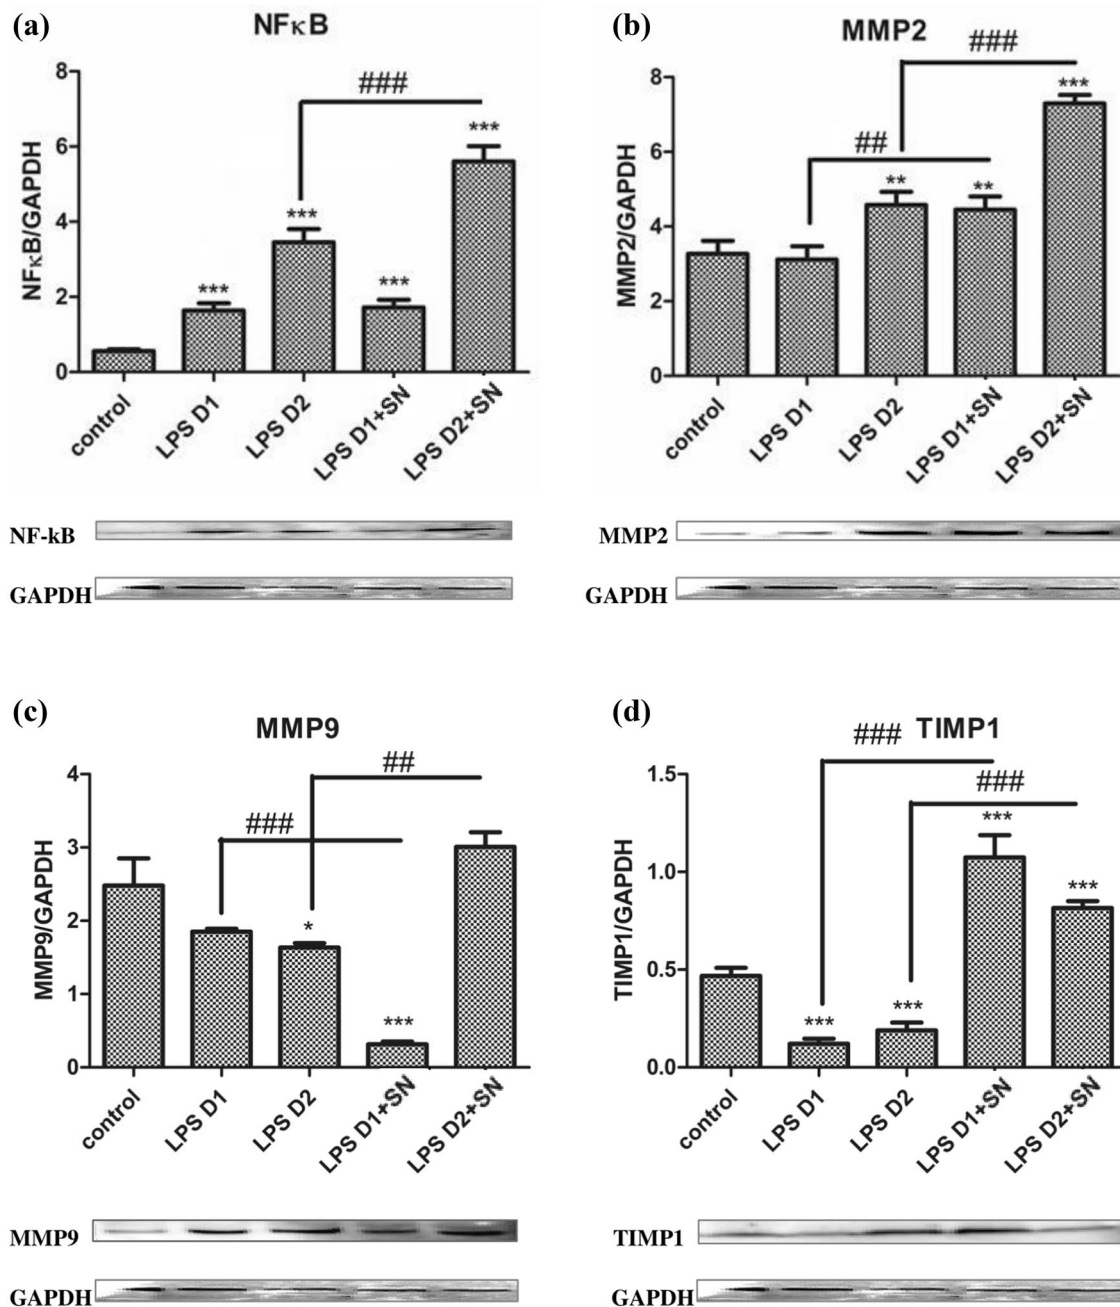 (a)
NFκB
NFκB/GAPDH
8
6
4
2
0
###
***
***
***
***
control
LPS D1
LPS D2
LPS D1+SN
LPS D2+SN
NF-kB
GAPDH
(b)
MMP2
MMP2/GAPDH
8
6
4
2
0
###
##
***
**
**
control
LPS D1
LPS D2
LPS D1+SN
LPS D2+SN
MMP2
GAPDH
(c)
MMP9
MMP9/GAPDH
4
3
2
1
0
##
###
*
***
control
LPS D1
LPS D2
LPS D1+SN
LPS D2+SN
MMP9
GAPDH
(d)
TIMP1
TIMP1/GAPDH
1.5
1.0
0.5
0.0
###
###
***
***
***
***
control
LPS D1
LPS D2
LPS D1+SN
LPS D2+SN
TIMP1
GAPDH